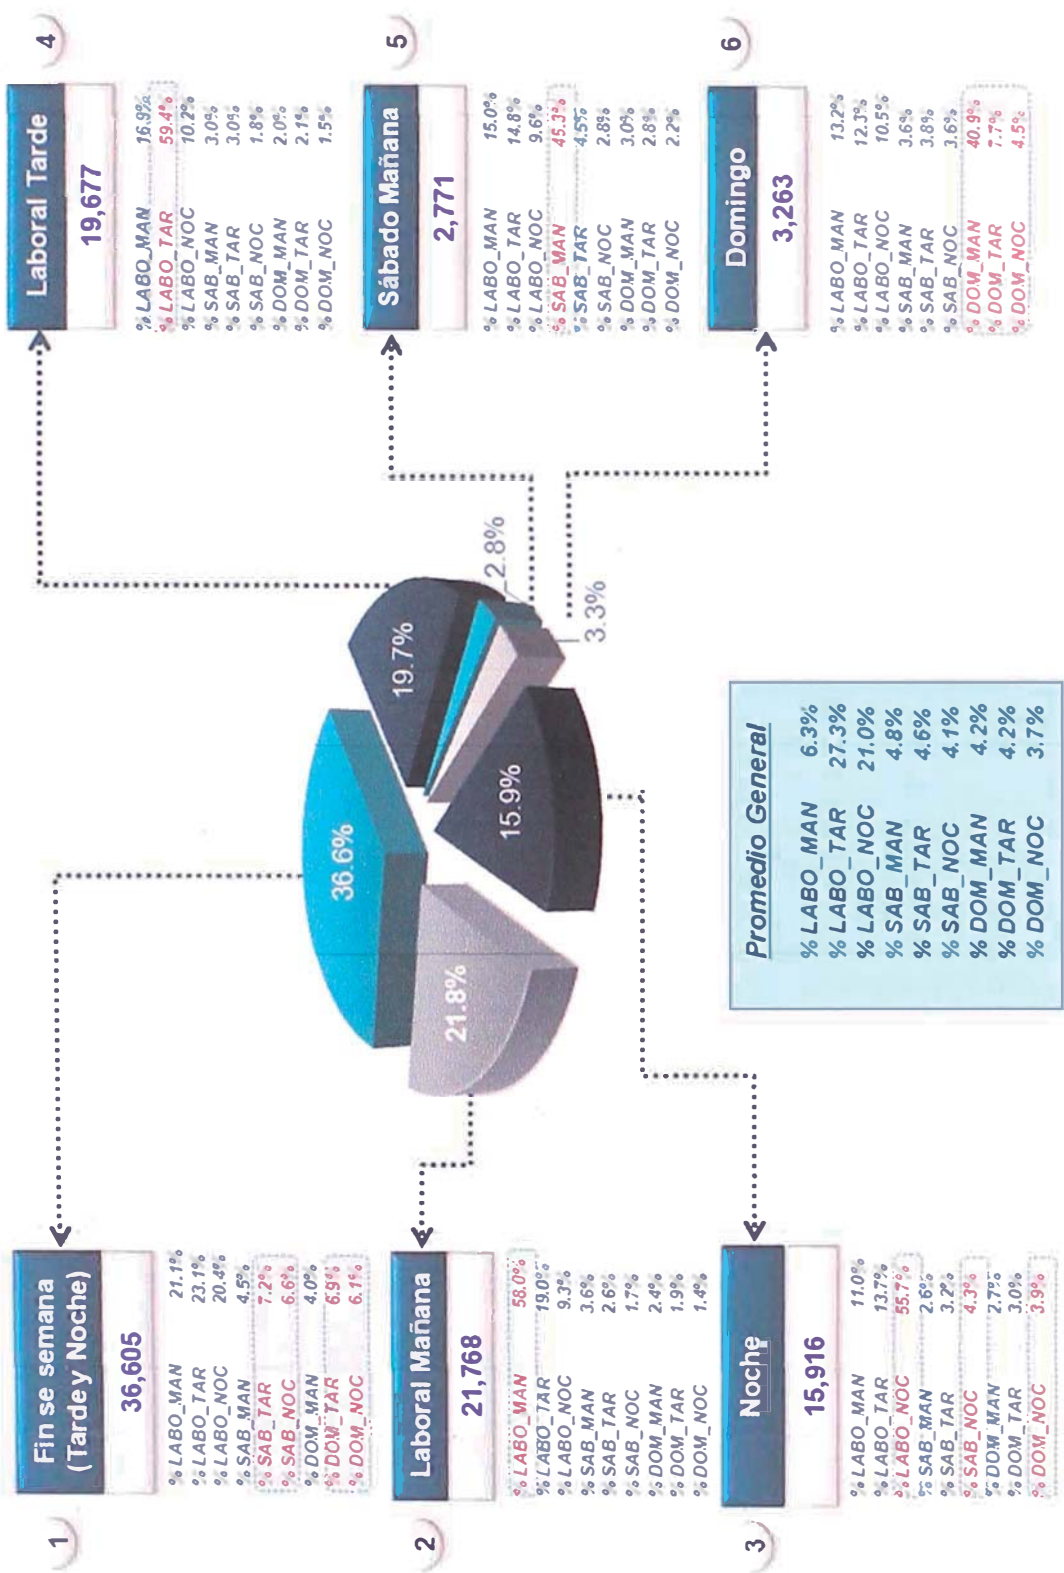 1
Fin se semana
(Tarde y Noche)
36,605
% LABO_MAN 21.1%
% LABO_TAR 23.1%
% LABO_NOC 20.4%
% SAB_MAN 4.5%
% SAB_TAR 7.2%
% SAB_NOC 6.6%
% DOM_MAN 4.0%
% DOM_TAR 6.9%
% DOM_NOC 6.1%
2
Laboral Mañana
21,768
% LABO_MAN 58.0%
% LABO_TAR 19.0%
% LABO_NOC 9.3%
% SAB_MAN 3.6%
% SAB_TAR 2.6%
% SAB_NOC 1.7%
% DOM_MAN 2.4%
% DOM_TAR 1.9%
% DOM_NOC 1.4%
3
Noche
15,916
% LABO_MAN 11.0%
% LABO_TAR 13.7%
% LABO_NOC 55.7%
% SAB_MAN 2.6%
% SAB_TAR 3.2%
% SAB_NOC 4.3%
% DOM_MAN 2.7%
% DOM_TAR 3.0%
% DOM_NOC 3.9%
36.6%
21.8%
19.7%
15.9%
2.8%
3.3%
Promedio General
% LABO_MAN 6.3%
% LABO_TAR 27.3%
% LABO_NOC 21.0%
% SAB_MAN 4.8%
% SAB_TAR 4.6%
% SAB_NOC 4.1%
% DOM_MAN 4.2%
% DOM_TAR 4.2%
% DOM_NOC 3.7%
4
Laboral Tarde
19,677
% LABO_MAN 16.9%
% LABO_TAR 59.4%
% LABO_NOC 10.2%
% SAB_MAN 3.0%
% SAB_TAR 3.0%
% SAB_NOC 1.8%
% DOM_MAN 2.0%
% DOM_TAR 2.1%
% DOM_NOC 1.5%
5
Sábado Mañana
2,771
% LABO_MAN 15.0%
% LABO_TAR 14.8%
% LABO_NOC 9.6%
% SAB_MAN 45.3%
% SAB_TAR 4.5%
% SAB_NOC 2.8%
% DOM_MAN 3.0%
% DOM_TAR 2.8%
% DOM_NOC 2.2%
6
Domingo
3,263
% LABO_MAN 13.2%
% LABO_TAR 12.3%
% LABO_NOC 10.5%
% SAB_MAN 3.6%
% SAB_TAR 3.8%
% SAB_NOC 3.6%
% DOM_MAN 40.9%
% DOM_TAR 7.7%
% DOM_NOC 4.5%